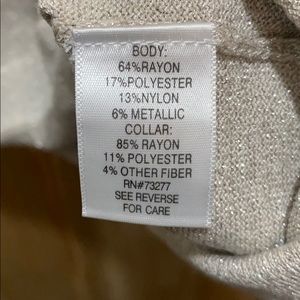 BODY:
64%RAYON
17%POLYESTER
13%NYLON
6% METALLIC
COLLAR:
85% RAYON
11% POLYESTER
4% OTHER FIBER
RN#73277
SEE REVERSE
FOR CARE